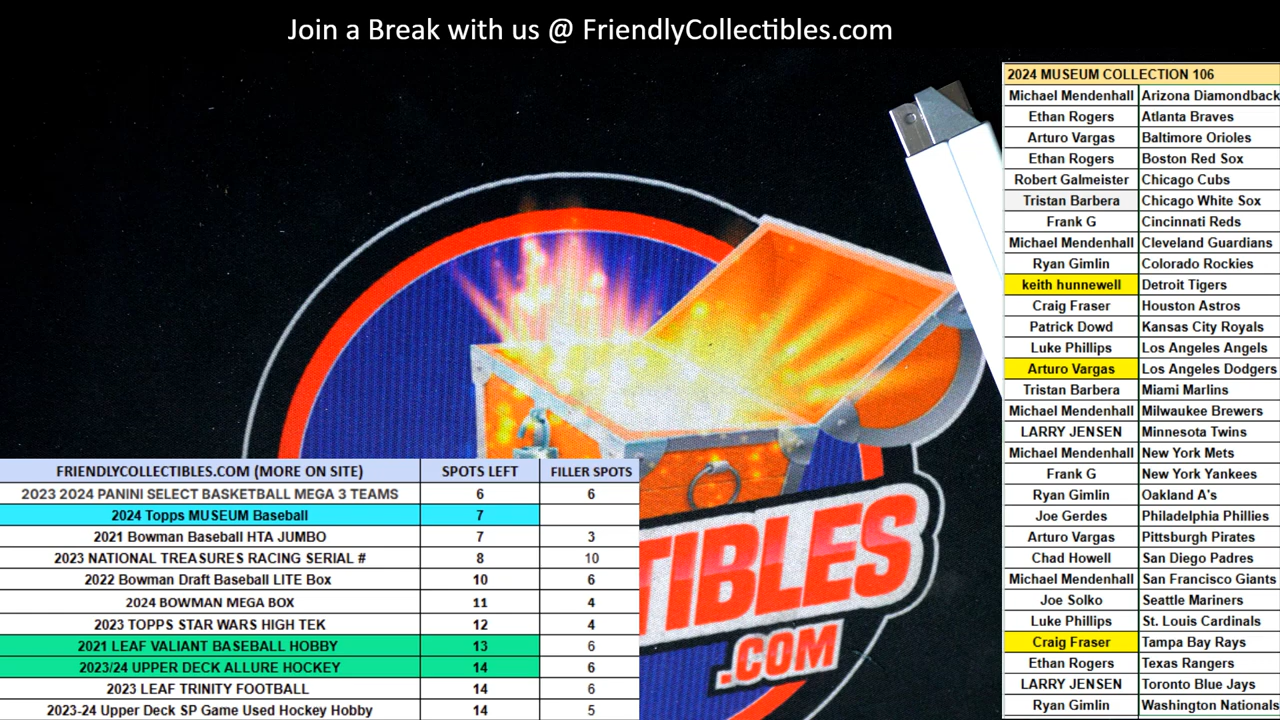 Join a Break with us @ FriendlyCollectibles.com
2024 MUSEUM COLLECTION 106
Michael Mendenhall Arizona Diamondback
Ethan Rogers Atlanta Braves
Arturo Vargas Baltimore Orioles
Ethan Rogers Boston Red Sox
Robert Galmeister Chicago Cubs
Tristan Barbera Chicago White Sox
Frank G Cincinnati Reds
Michael Mendenhall Cleveland Guardians
Ryan Gimlin Colorado Rockies
keith hunnewell Detroit Tigers
Craig Fraser Houston Astros
Patrick Dowd Kansas City Royals
Luke Phillips Los Angeles Angels
Arturo Vargas Los Angeles Dodgers
Tristan Barbera Miami Marlins
Michael Mendenhall Milwaukee Brewers
LARRY JENSEN Minnesota Twins
Michael Mendenhall New York Mets
Frank G New York Yankees
Ryan Gimlin Oakland A's
Joe Gerdes Philadelphia Phillies
Arturo Vargas Pittsburgh Pirates
Chad Howell San Diego Padres
Michael Mendenhall San Francisco Giants
Joe Solko Seattle Mariners
Luke Phillips St. Louis Cardinals
Craig Fraser Tampa Bay Rays
Ethan Rogers Texas Rangers
LARRY JENSEN Toronto Blue Jays
Ryan Gimlin Washington Nationals
FRIENDLYCOLLECTIBLES.COM (MORE ON SITE) SPOTS LEFT FILLER SPOTS
2023 2024 PANINI SELECT BASKETBALL MEGA 3 TEAMS 6 6
2024 Topps MUSEUM Baseball 7
2021 Bowman Baseball HTA JUMBO 7 3
2023 NATIONAL TREASURES RACING SERIAL # 8 10
2022 Bowman Draft Baseball LITE Box 10 6
2024 BOWMAN MEGA BOX 11 4
2023 TOPPS STAR WARS HIGH TEK 12 4
2021 LEAF VALIANT BASEBALL HOBBY 13 6
2023/24 UPPER DECK ALLURE HOCKEY 14 6
2023 LEAF TRINITY FOOTBALL 14 6
2023-24 Upper Deck SP Game Used Hockey Hobby 14 5
TIBLES
.COM